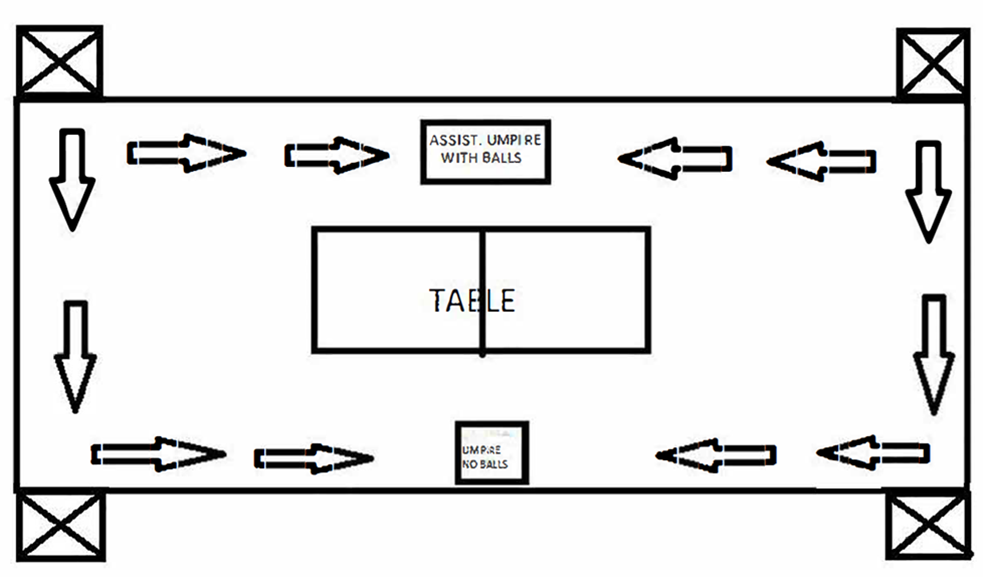 ASSIST. UMPIRE
WITH BALLS
TABLE
UMPIRE
NO BALLS